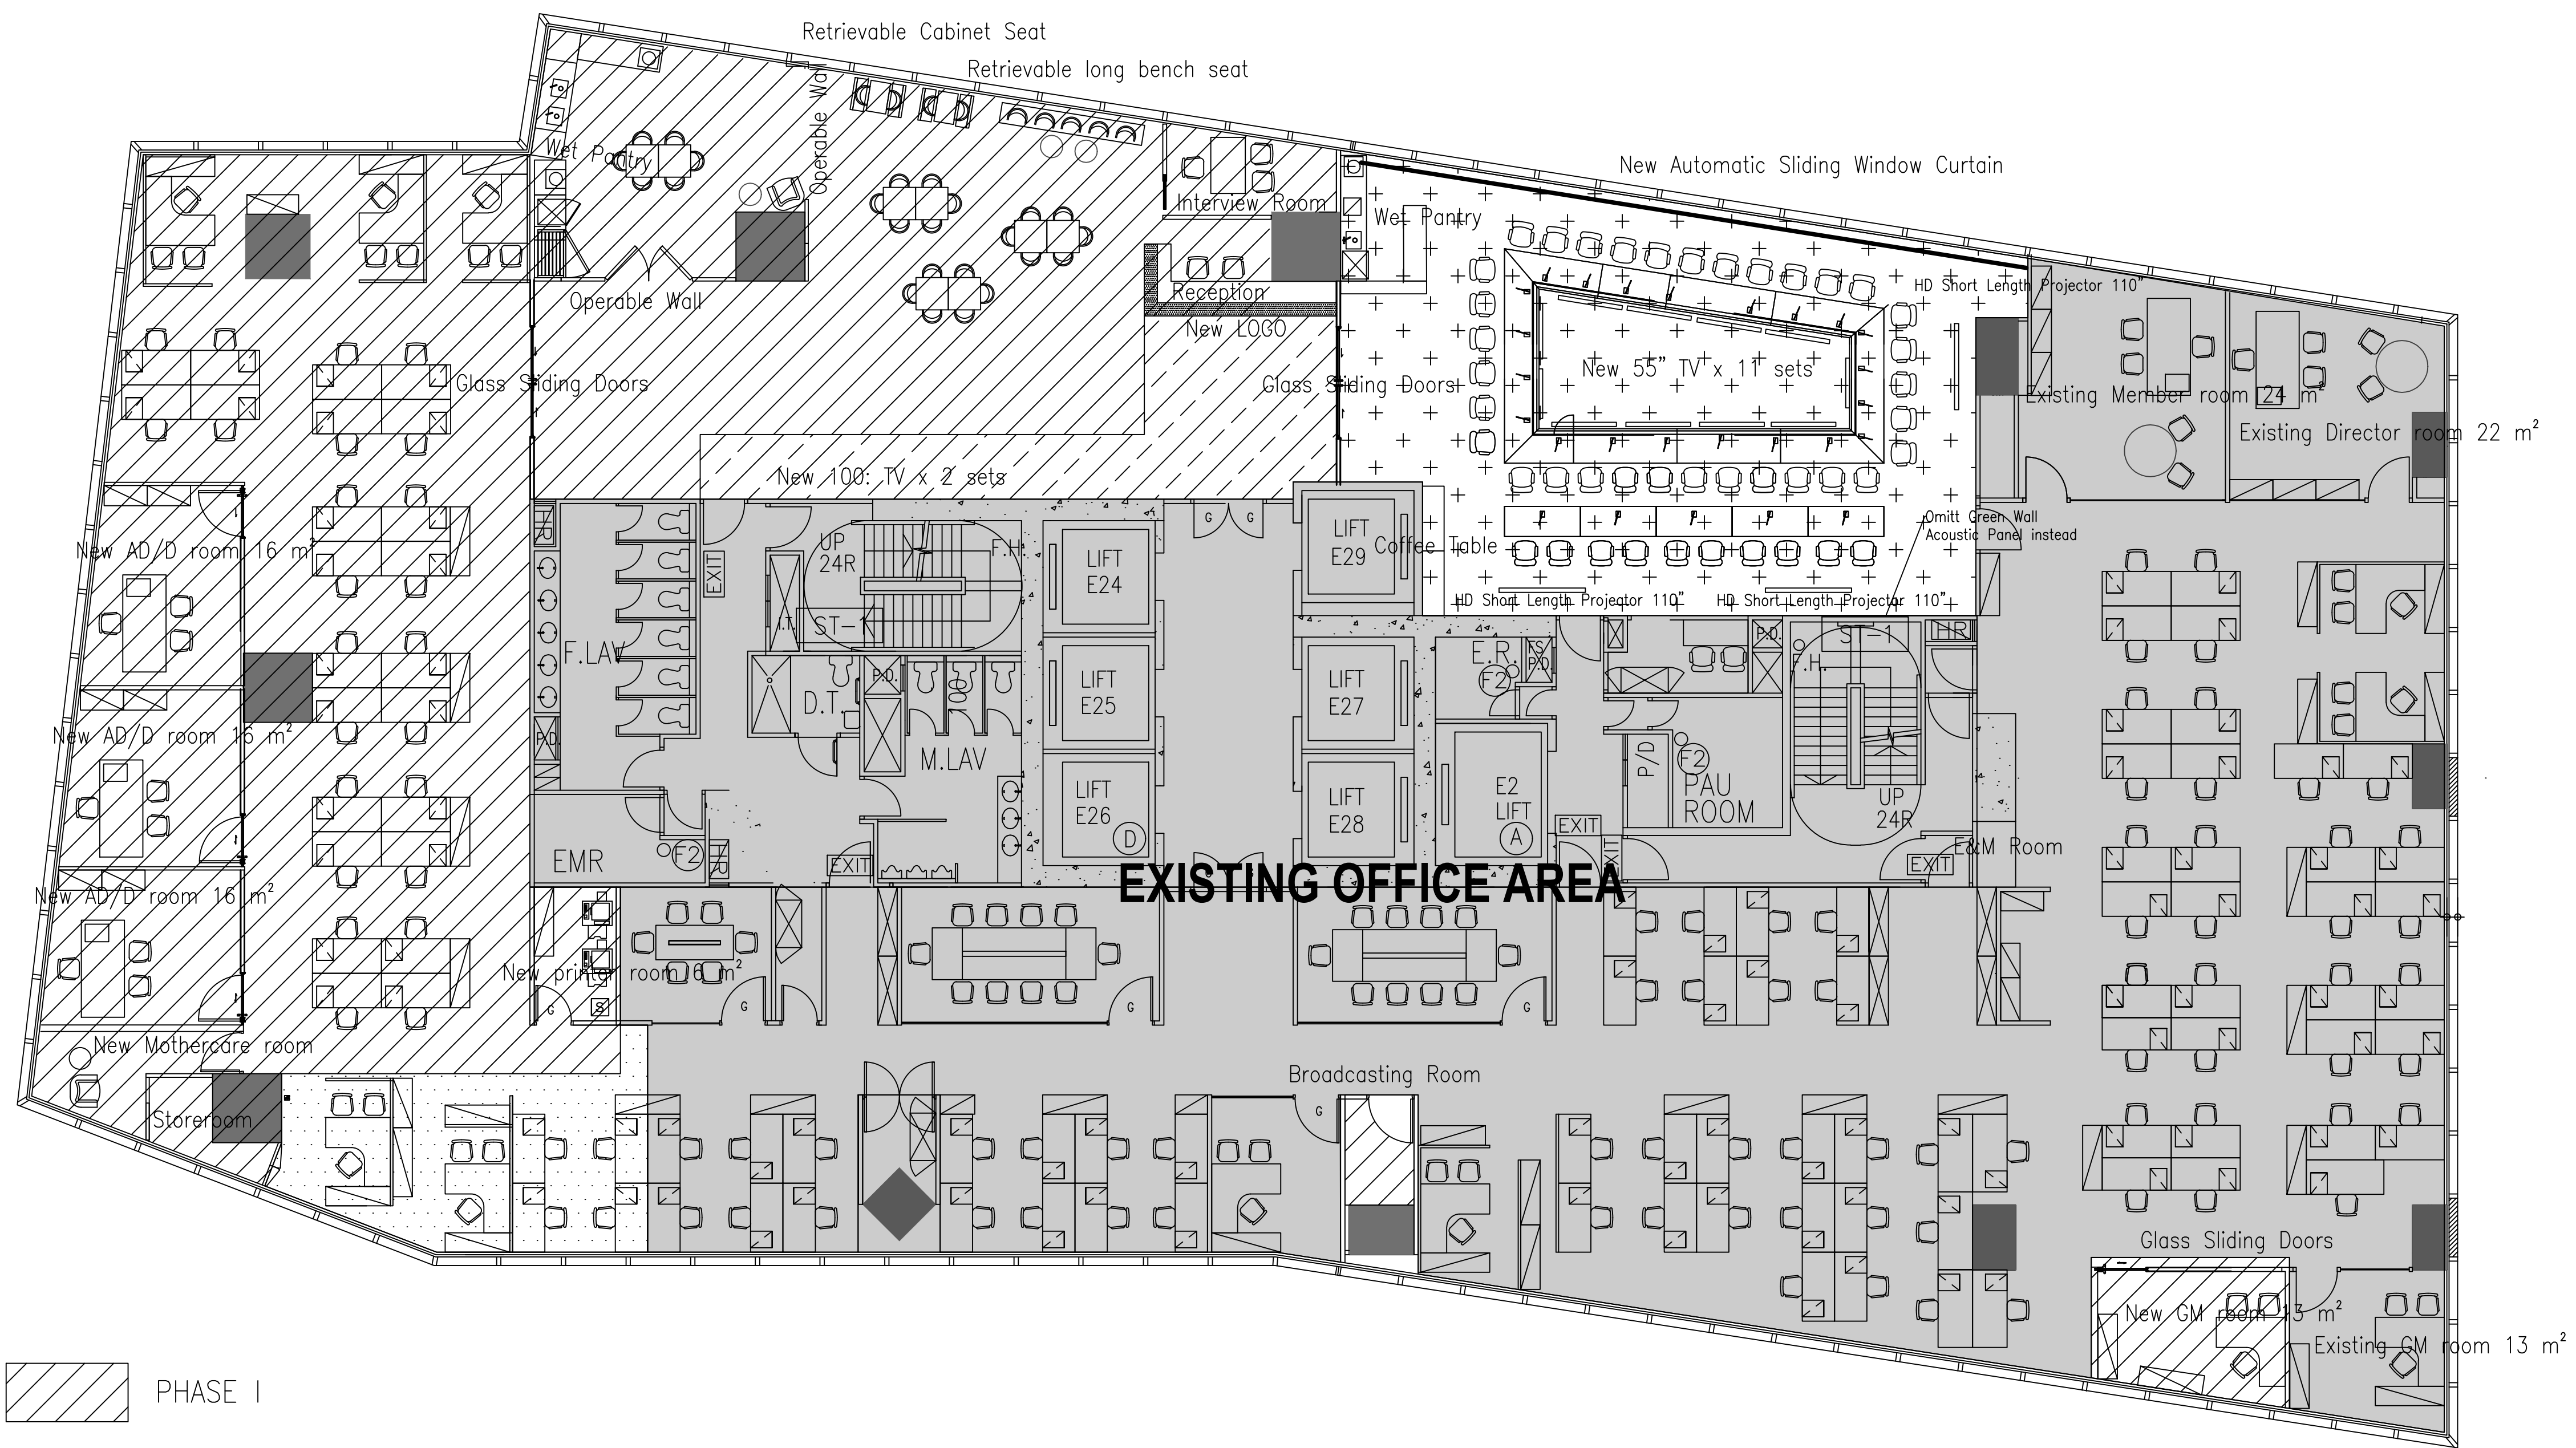 Retrievable Cabinet Seat
Retrievable long bench seat
Operable Wall
New Automatic Sliding Window Curtain
Wet Pantry
Interview Room
Wet Pantry
Operable Wall
Reception
New LOGO
HD Short Length Projector 110"
Glass Sliding Doors
Glass Sliding Doors
New 55" TV x 11 sets
Existing Member room 24 m²
Existing Director room 22 m²
New 100: TV x 2 sets
G G
Omitt Green Wall
Acoustic Panel instead
New AD/D room 16 m²
UP
24R
F.H.
EXIT
LIFT
E24
LIFT
E29
Coffee Table
HD Short Length Projector 110"
HD Short Length Projector 110"
I.T.
ST-1
F.LAV
P.D.
D.T.
100
M.LAV
LIFT
E25
LIFT
E27
E.R.
F2
FS
P.D.
P.D.
ST-1
F.H.
HR
New AD/D room 16 m²
P.D.
LIFT
E26
D
LIFT
E28
E2
LIFT
A
P/D
F2
PAU
ROOM
UP
24R
EXIT
EXIT
EXIT
E&M Room
EMR
F2
HR
EXIT
EXISTING OFFICE AREA
New AD/D room 16 m²
New printer room 6 m²
G
S
G
G
G
New Mothercare room
Storeroom
Broadcasting Room
G
Glass Sliding Doors
New GM room 13 m²
Existing GM room 13 m²
PHASE I